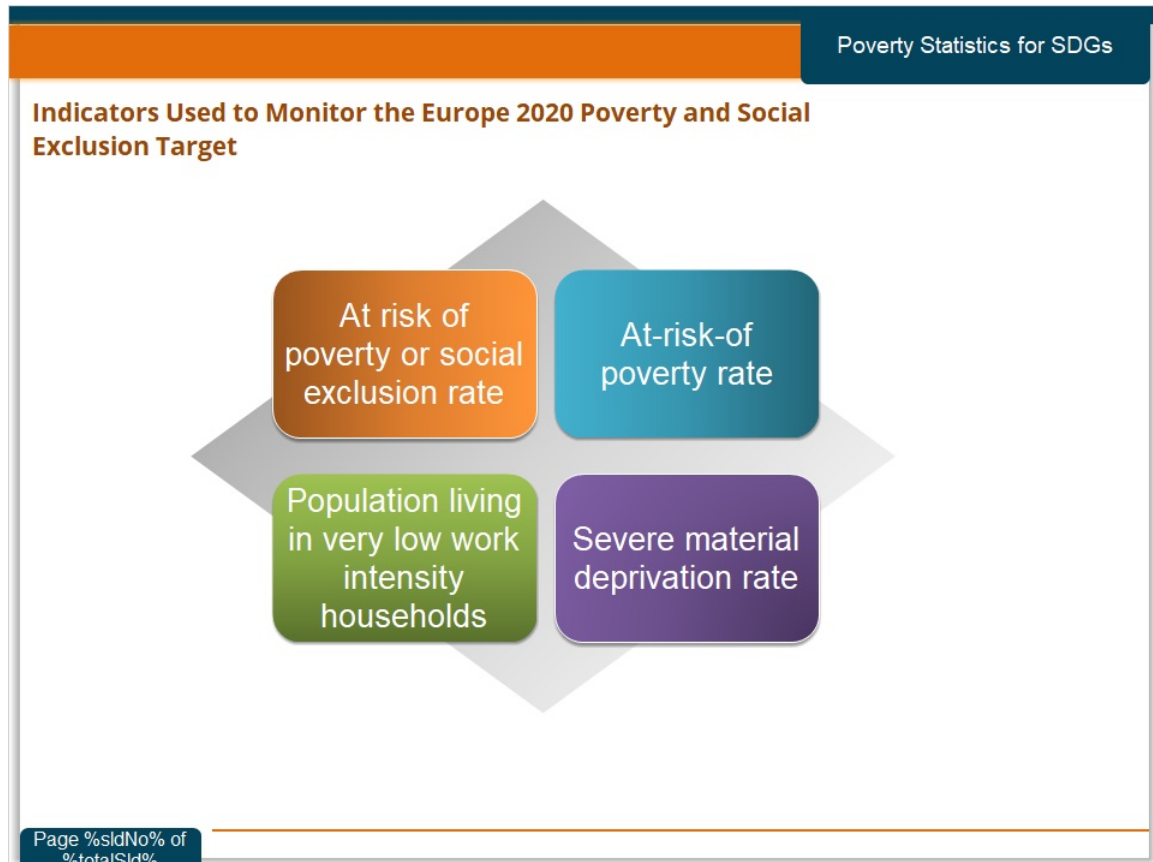 Poverty Statistics for SDGs
Indicators Used to Monitor the Europe 2020 Poverty and Social
Exclusion Target
At risk of
poverty or social
exclusion rate
At-risk-of
poverty rate
Population living
in very low work
intensity
households
Severe material
deprivation rate
Page %sldNo% of
%totalSld%